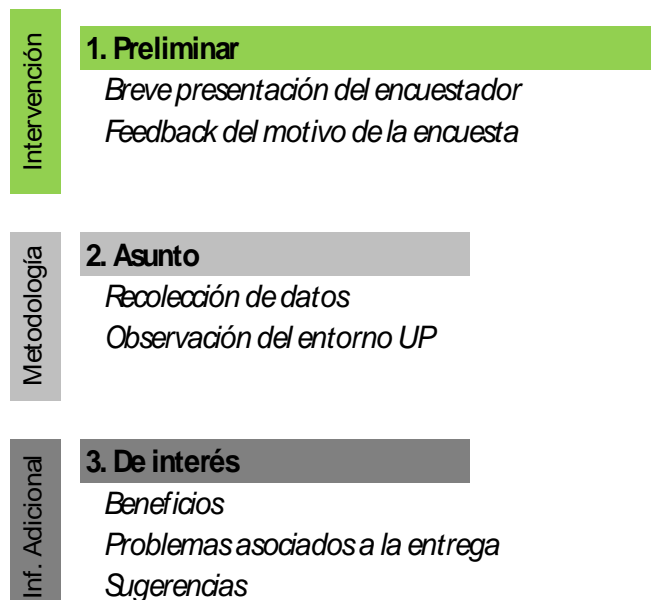 Intervención
1. Preliminar
Breve presentación del encuestador
Feedback del motivo de la encuesta
Metodología
2. Asunto
Recolección de datos
Observación del entorno UP
Inf. Adicional
3. De interés
Beneficios
Problemas asociados a la entrega
Sugerencias